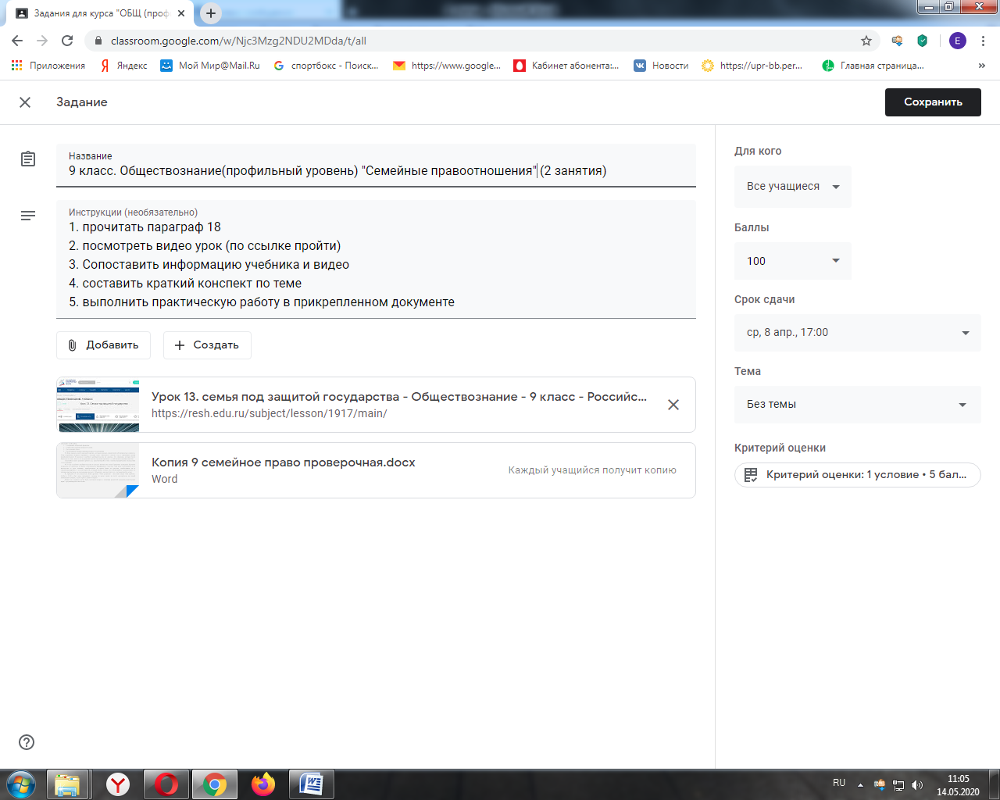 Задания для курса "ОБЩ (проф
classroom.google.com/w/Njc3Mzg2NDU2MDda/t/all
E
Приложения
Яндекс
Мой Мир@Mail.Ru
спортбокс - Поиск...
https://www.google...
Кабинет абонента:...
Новости
https://upr-bb.per...
Главная страница...
»
Задание
Сохранить
Название
9 класс. Обществознание(профильный уровень) "Семейные правоотношения" (2 занятия)
Инструкции (необязательно)
1. прочитать параграф 18
2. посмотреть видео урок (по ссылке пройти)
3. Сопоставить информацию учебника и видео
4. составить краткий конспект по теме
5. выполнить практическую работу в прикрепленном документе
Добавить
Создать
Урок 13. семья под защитой государства - Обществознание - 9 класс - Российс...
https://resh.edu.ru/subject/lesson/1917/main/
Копия 9 семейное право проверочная.docx
Word
Каждый учащийся получит копию
Для кого
Все учащиеся
Баллы
100
Срок сдачи
ср, 8 апр., 17:00
Тема
Без темы
Критерий оценки
Критерий оценки: 1 условие • 5 бал...
RU
11:05
14.05.2020